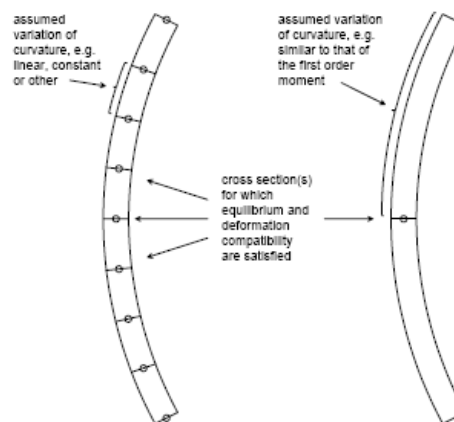 assumed
variation of
curvature, e.g.
linear, constant
or other
assumed variation
of curvature, e.g.
similar to that of
the first order
moment
cross section(s)
for which
equilibrium and
deformation
compatibility
are satisfied